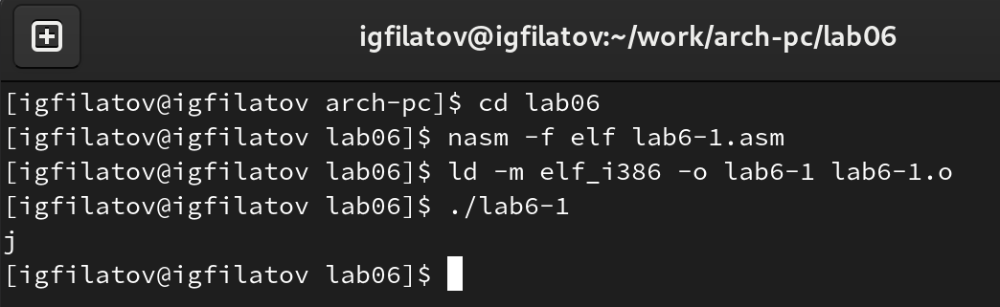 igfilatov@igfilatov:~/work/arch-pc/lab06
[igfilatov@igfilatov arch-pc]$ cd lab06
[igfilatov@igfilatov lab06]$ nasm -f elf lab6-1.asm
[igfilatov@igfilatov lab06]$ ld -m elf_i386 -o lab6-1 lab6-1.o
[igfilatov@igfilatov lab06]$ ./lab6-1
j
[igfilatov@igfilatov lab06]$